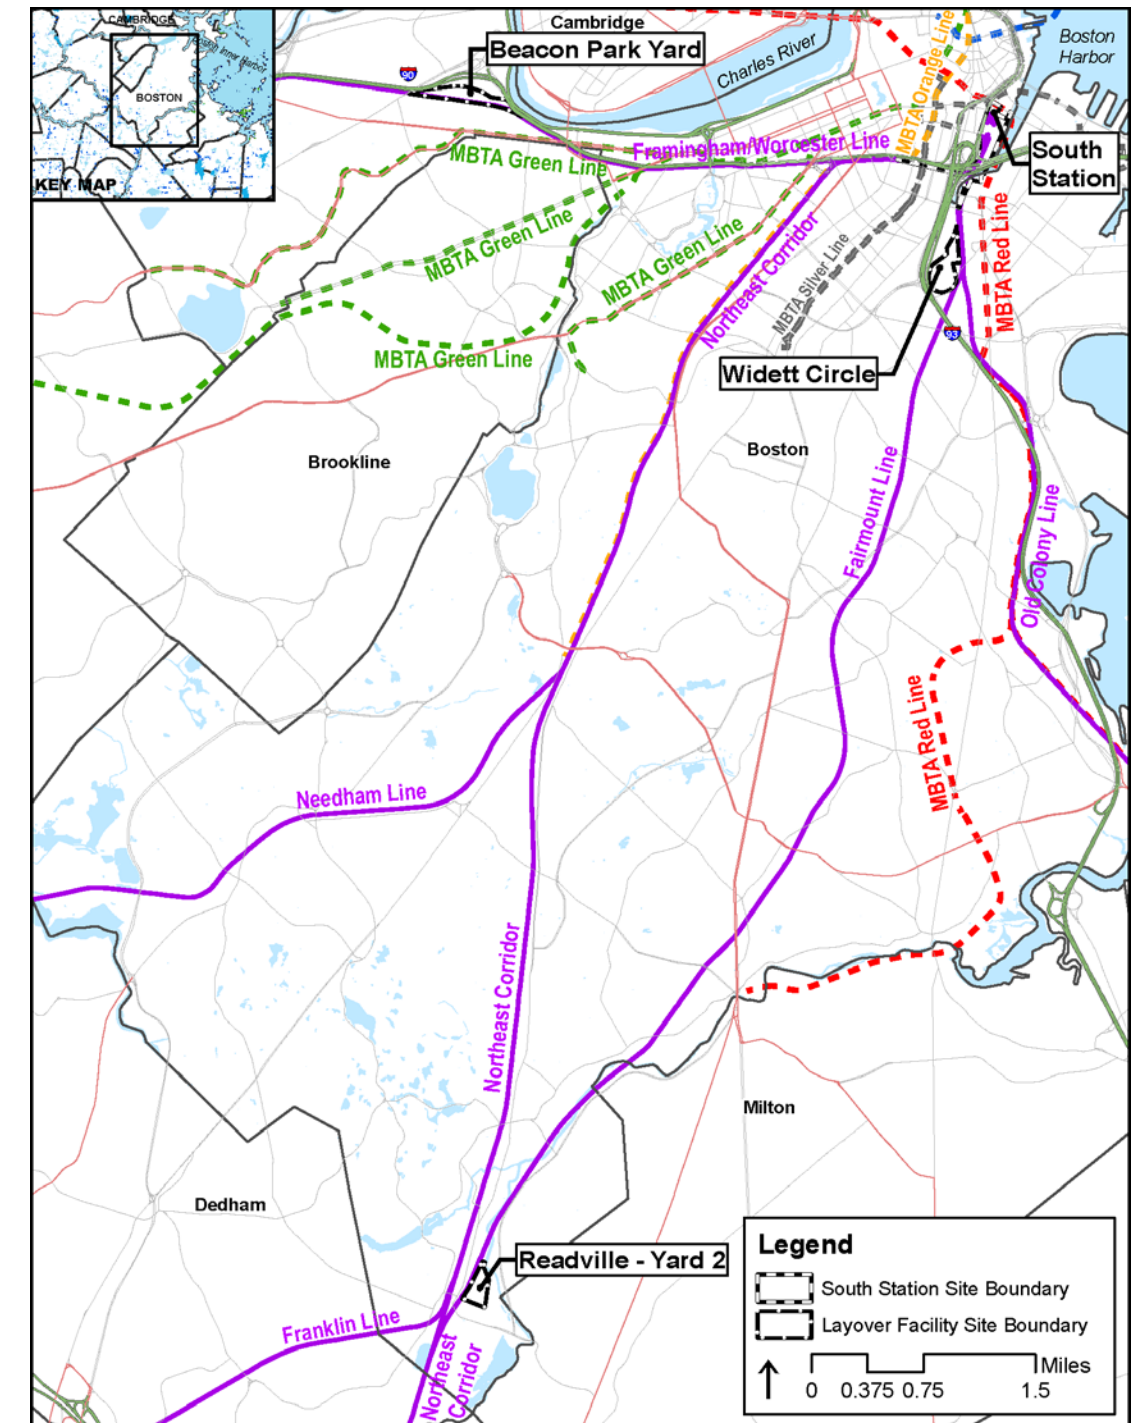 CAMBRIDGE
Boston Inner Harbor
BOSTON
KEY MAP
Cambridge
Beacon Park Yard
90
Charles River
MBTA Orange Line
Boston
Harbor
MBTA Green Line
Framingham/Worcester Line
South
Station
MBTA Green Line
MBTA Green Line
Northeast Corridor
MBTA Silver Line
MBTA Red Line
93
MBTA Green Line
Widett Circle
Brookline
Boston
Fairmount Line
Old Colony Line
MBTA Red Line
Needham Line
Northeast Corridor
Milton
Dedham
Readville - Yard 2
Franklin Line
Northeast
Corridor
Legend
South Station Site Boundary
Layover Facility Site Boundary
Miles
0 0.375 0.75 1.5